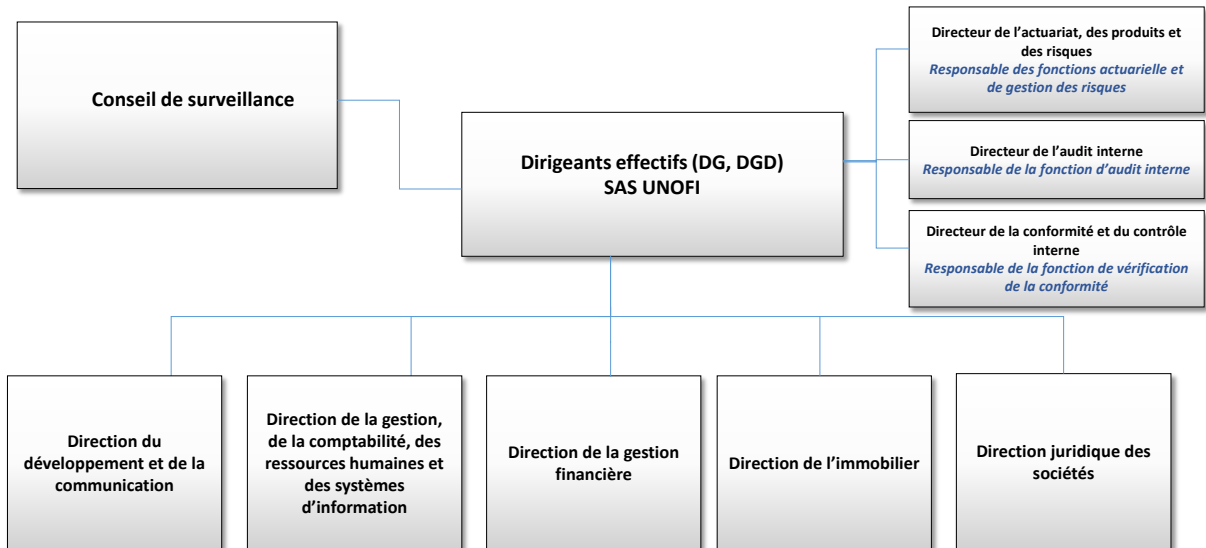 Conseil de surveillance
Dirigeants effectifs (DG, DGD)
SAS UNOFI
Directeur de l’actuariat, des produits et
des risques
Responsable des fonctions actuarielle et
de gestion des risques
Directeur de l’audit interne
Responsable de la fonction d’audit interne
Directeur de la conformité et du contrôle
interne
Responsable de la fonction de vérification
de la conformité
Direction du
développement et de la
communication
Direction de la gestion,
de la comptabilité, des
ressources humaines et
des systèmes
d’information
Direction de la gestion
financière
Direction de l’immobilier
Direction juridique des
sociétés